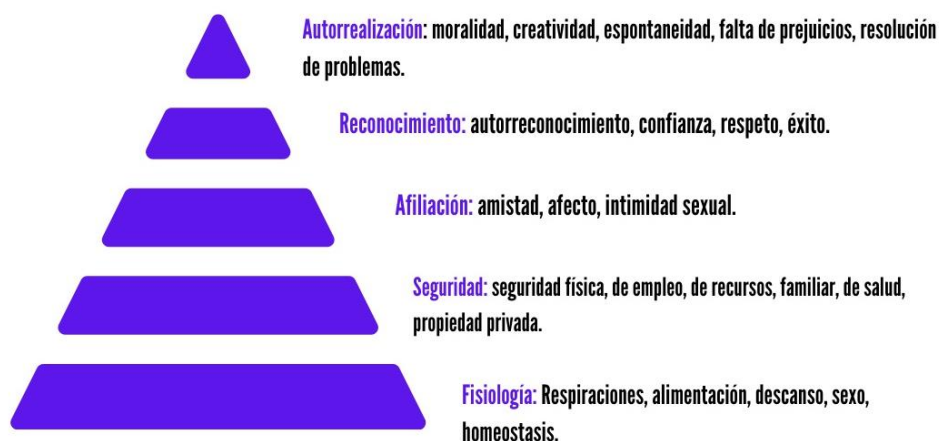 Autorrealización: moralidad, creatividad, espontaneidad, falta de prejuicios, resolución
de problemas.
Reconocimiento: autorreconocimiento, confianza, respeto, éxito.
Afiliación: amistad, afecto, intimidad sexual.
Seguridad: seguridad física, de empleo, de recursos, familiar, de salud,
propiedad privada.
Fisiología: Respiraciones, alimentación, descanso, sexo,
homeostasis.